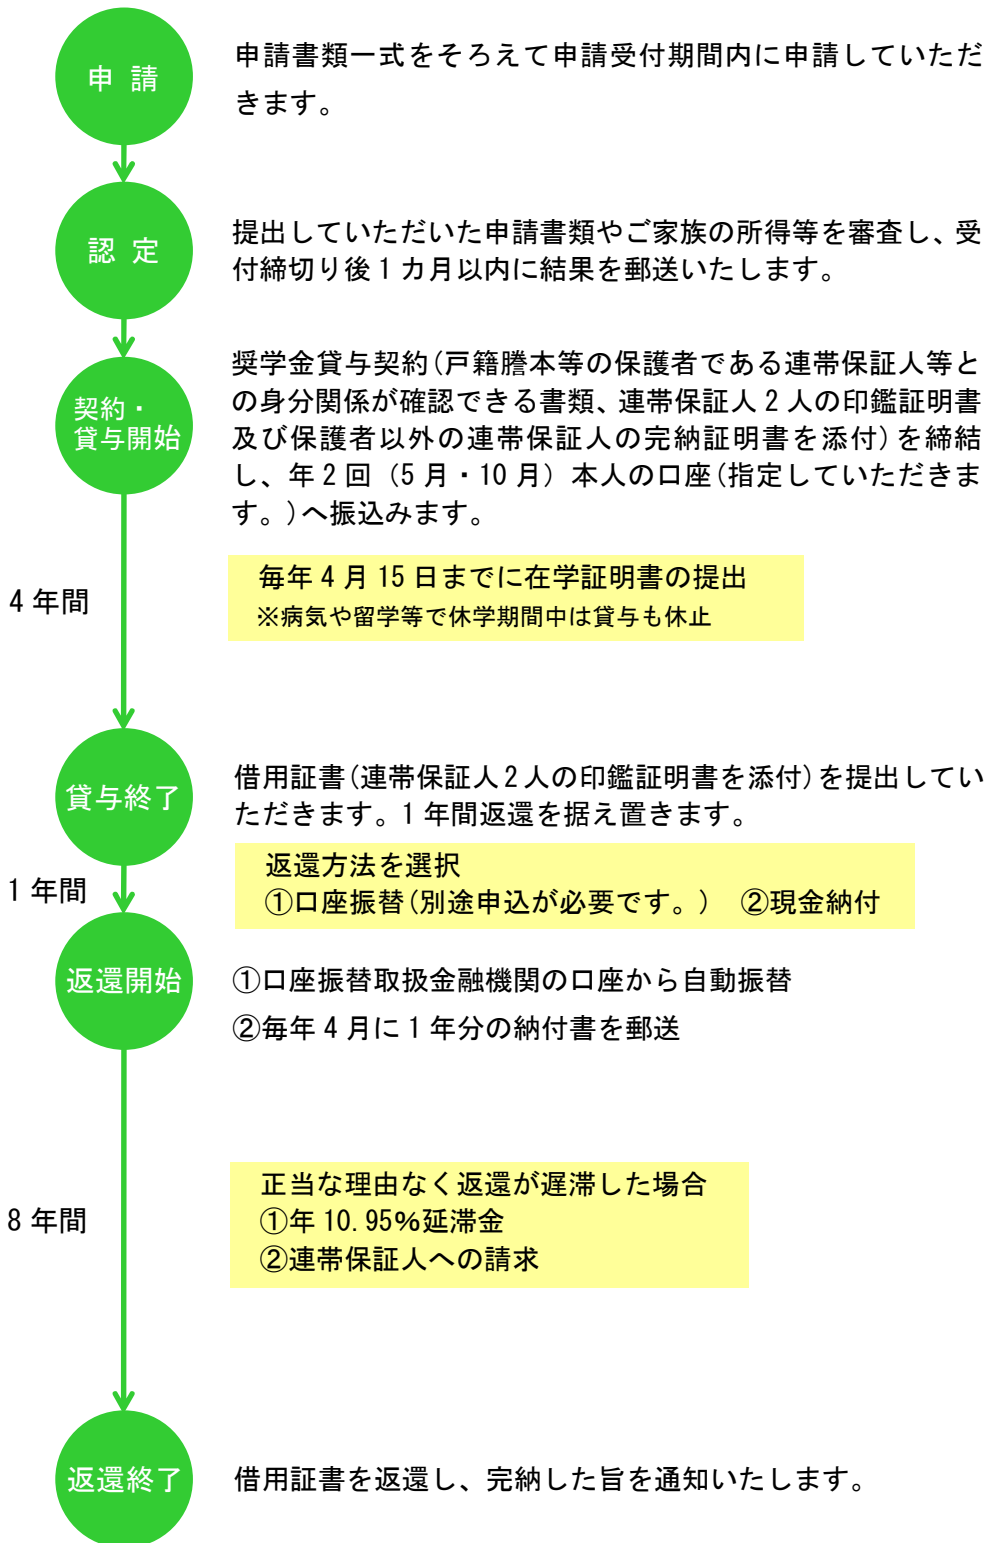 申 請
申請書類一式をそろえて申請受付期間内に申請していただ
きます。
認 定
提出していただいた申請書類やご家族の所得等を審査し、受
付締切り後1カ月以内に結果を郵送いたします。
契約・
貸与開始
奨学金貸与契約(戸籍謄本等の保護者である連帯保証人等と
の身分関係が確認できる書類、連帯保証人2人の印鑑証明書
及び保護者以外の連帯保証人の完納証明書を添付)を締結
し、年2回（5月・10月）本人の口座(指定していただきま
す。)へ振込みます。
4年間
毎年4月15日までに在学証明書の提出
※病気や留学等で休学期間中は貸与も休止
貸与終了
借用証書(連帯保証人2人の印鑑証明書を添付)を提出してい
ただきます。1年間返還を据え置きます。
1年間
返還方法を選択
①口座振替(別途申込が必要です。)　②現金納付
返還開始
①口座振替取扱金融機関の口座から自動振替
②毎年4月に1年分の納付書を郵送
8年間
正当な理由なく返還が遅滞した場合
①年10.95%延滞金
②連帯保証人への請求
返還終了
借用証書を返還し、完納した旨を通知いたします。